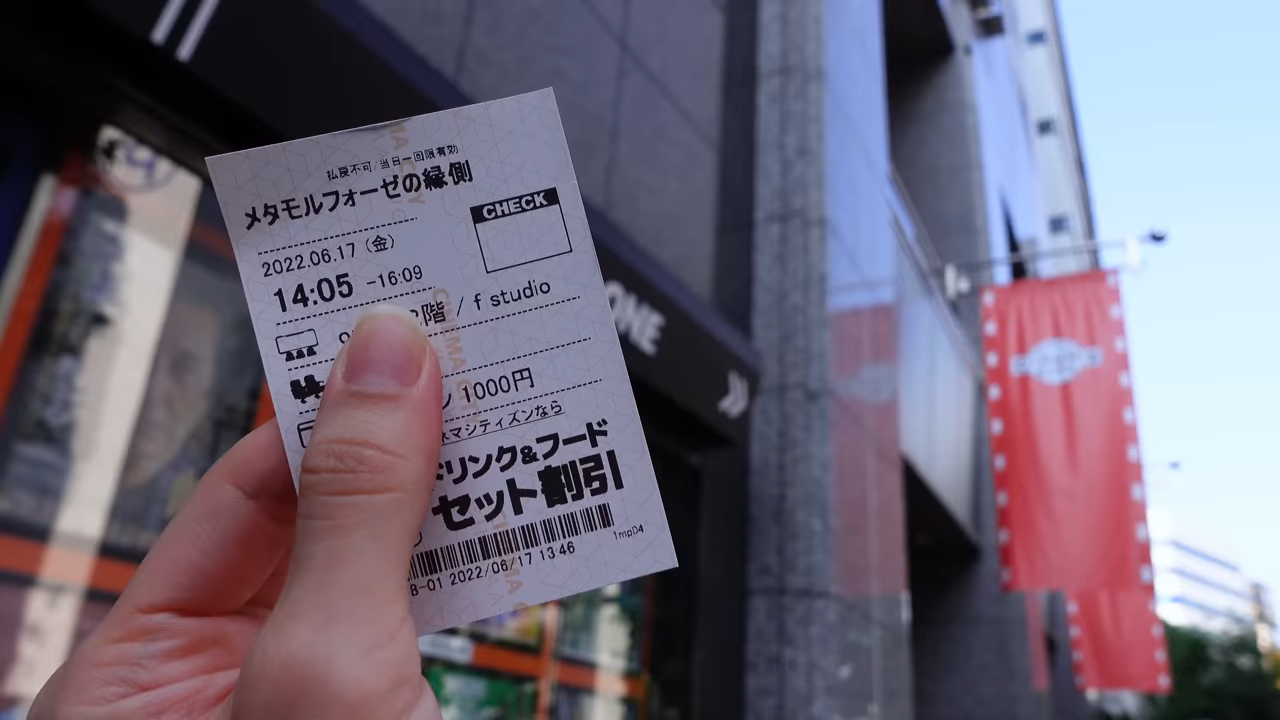 払戻不可/当日一回限有効
メタモルフォーゼの縁側
CHECK
2022.06.17 (金)
14:05 -16:09
階 / f studio
1000円
マシティズンなら
ドリンク&フード
セット割引
8-01 2022/06/17 13:46
1mp04
ONE